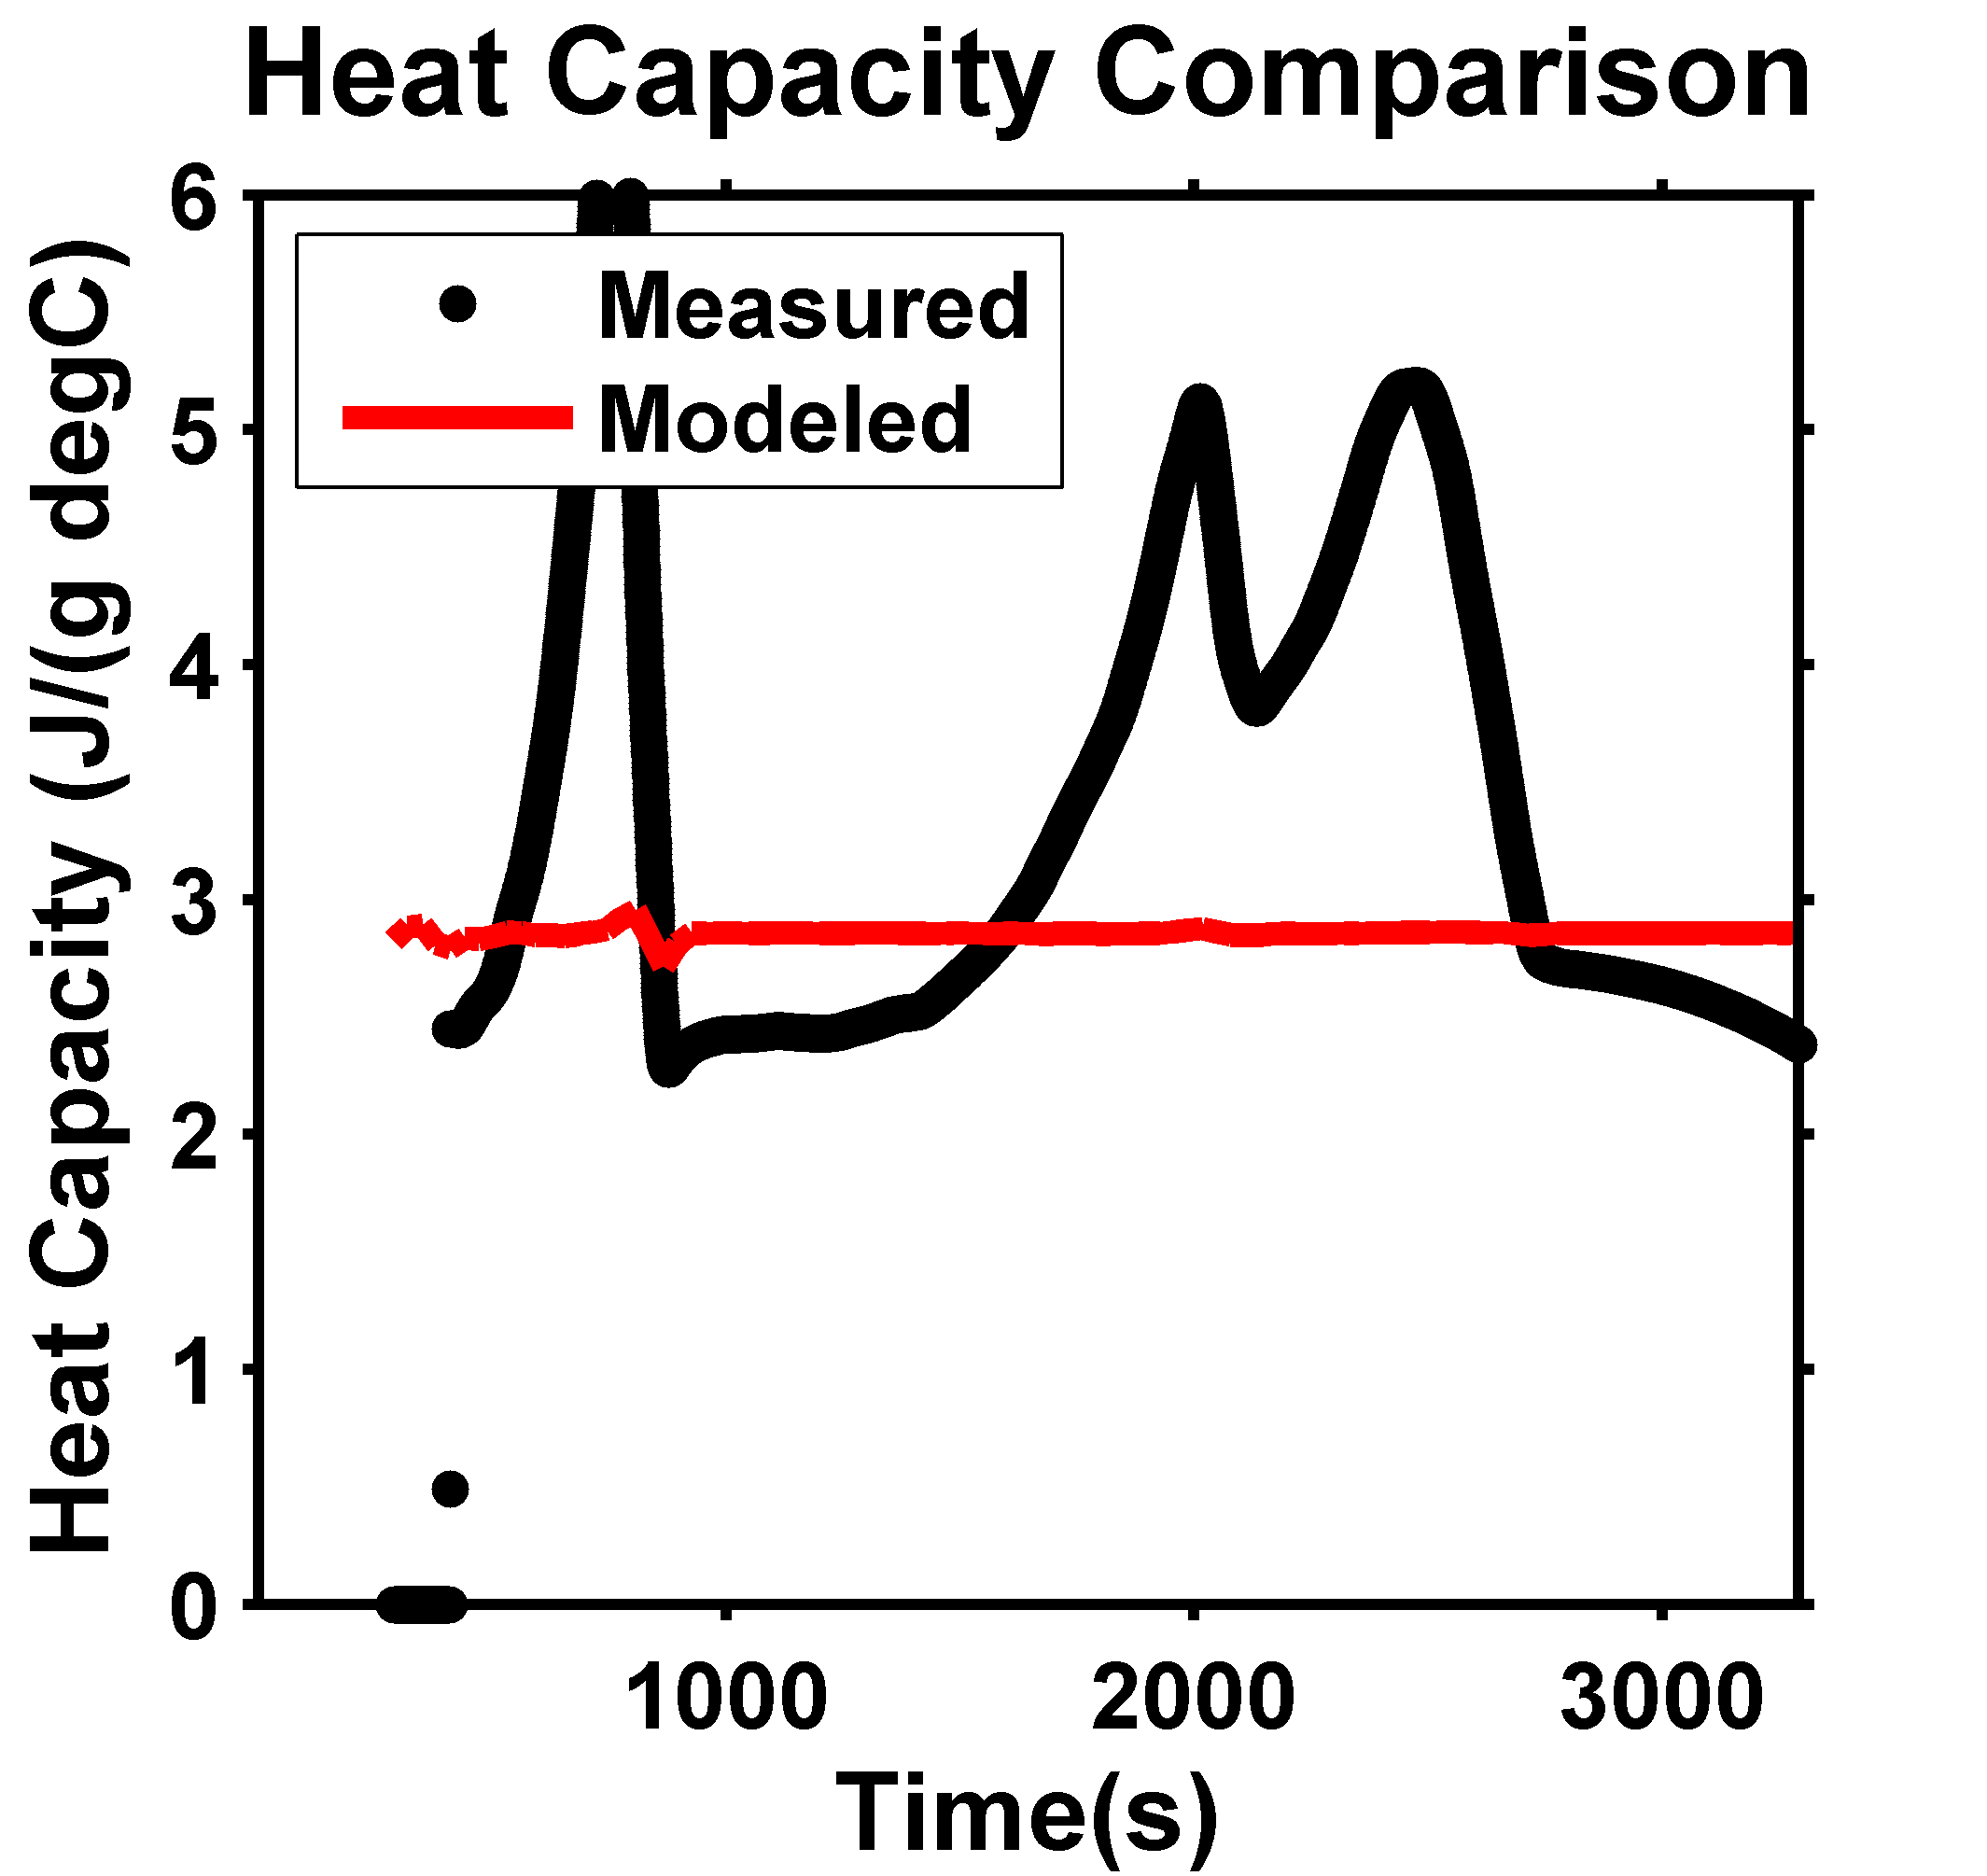 Heat Capacity Comparison
Heat Capacity (J/(g degC)
6
5
4
3
2
1
0
Measured
Modeled
1000 2000 3000
Time(s)